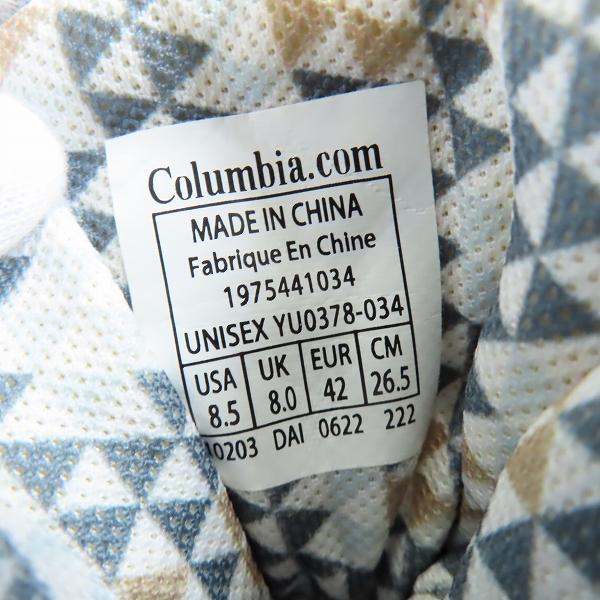 Columbia.com
MADE IN CHINA
Fabrique En Chine
1975441034
UNISEX YU0378-034
USA UK EUR CM
8.5 8.0 42 26.5
DAI 0622 222